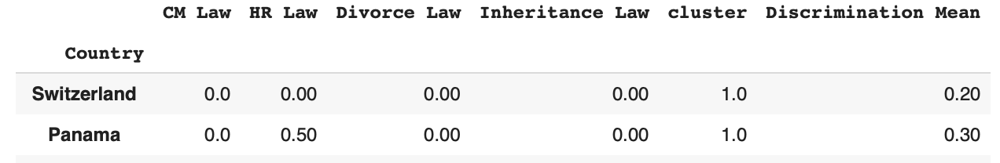 CM Law HR Law Divorce Law Inheritance Law cluster Discrimination Mean
Country
Switzerland 0.0 0.00 0.00 0.00 1.0 0.20
Panama 0.0 0.50 0.00 0.00 1.0 0.30